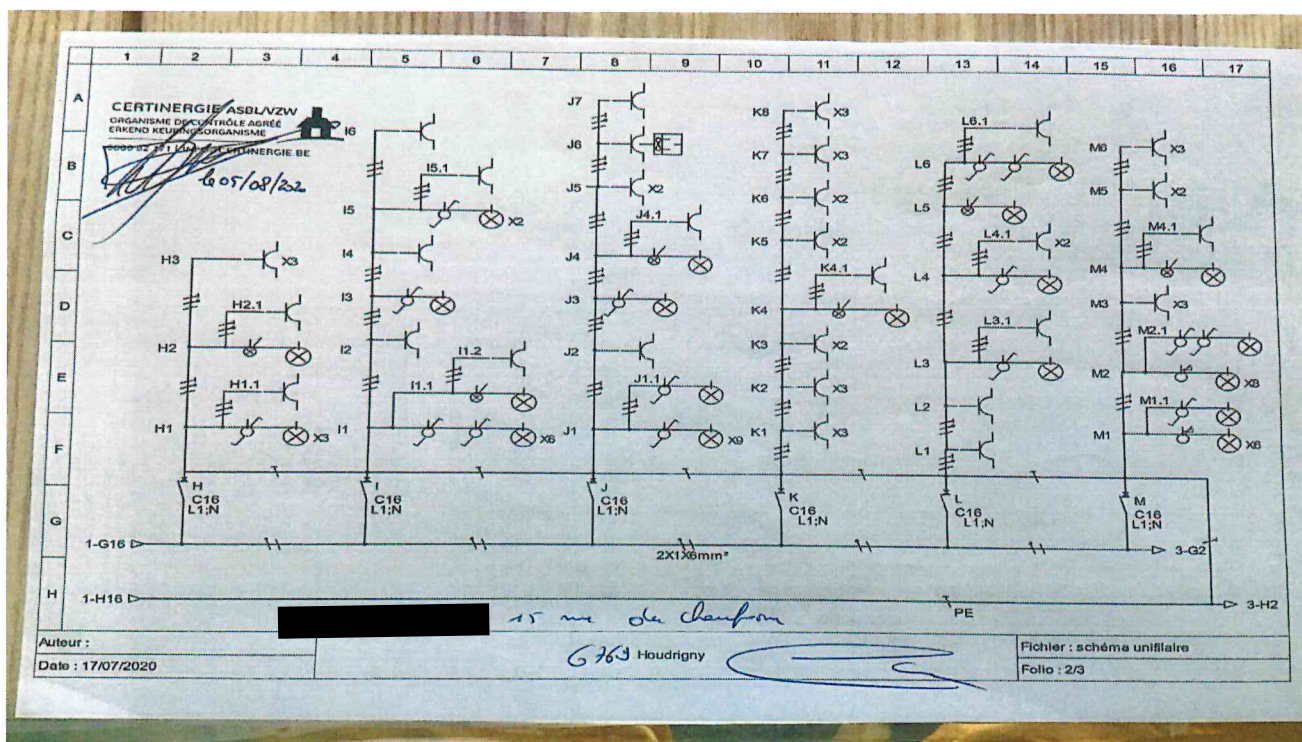 1 2 3 4 5 6 7 8 9 10 11 12 13 14 15 16 17
A
B
C
D
E
F
G
H
CERTINERGIE ASBL/VZW
ORGANISME DE CONTRÔLE AGRÉÉ
ERKEND KEURINGSORGANISME
05/08/202
H3 X3
H2.1
H2
H1.1
H1 X3
I6
I5.1
I5 X2
I4
I3
I2
I1.2
I1.1
I1 X6
J7
J6
J5 X2
J4.1
J4
J3
J2
J1.1
J1 X9
K8 X3
K7 X3
K6 X2
K5 X2
K4.1
K4
K3 X2
K2 X3
K1 X3
L6.1
L6
L5
L4.1 X2
L4
L3.1
L3
L2
L1
M6 X3
M5 X2
M4.1
M4
M3 X3
M2.1
M2 X8
M1.1
M1 X6
H
C16
L1;N
I
C16
L1;N
J
C16
L1;N
K
C16
L1;N
L
C16
L1;N
M
C16
L1;N
1-G16 2X1X6mm² 3-G2
1-H16 PE 3-H2
15 rue
6769 Houdrigny
Auteur :
Date : 17/07/2020
Fichier : schéma unifilaire
Folio : 2/3